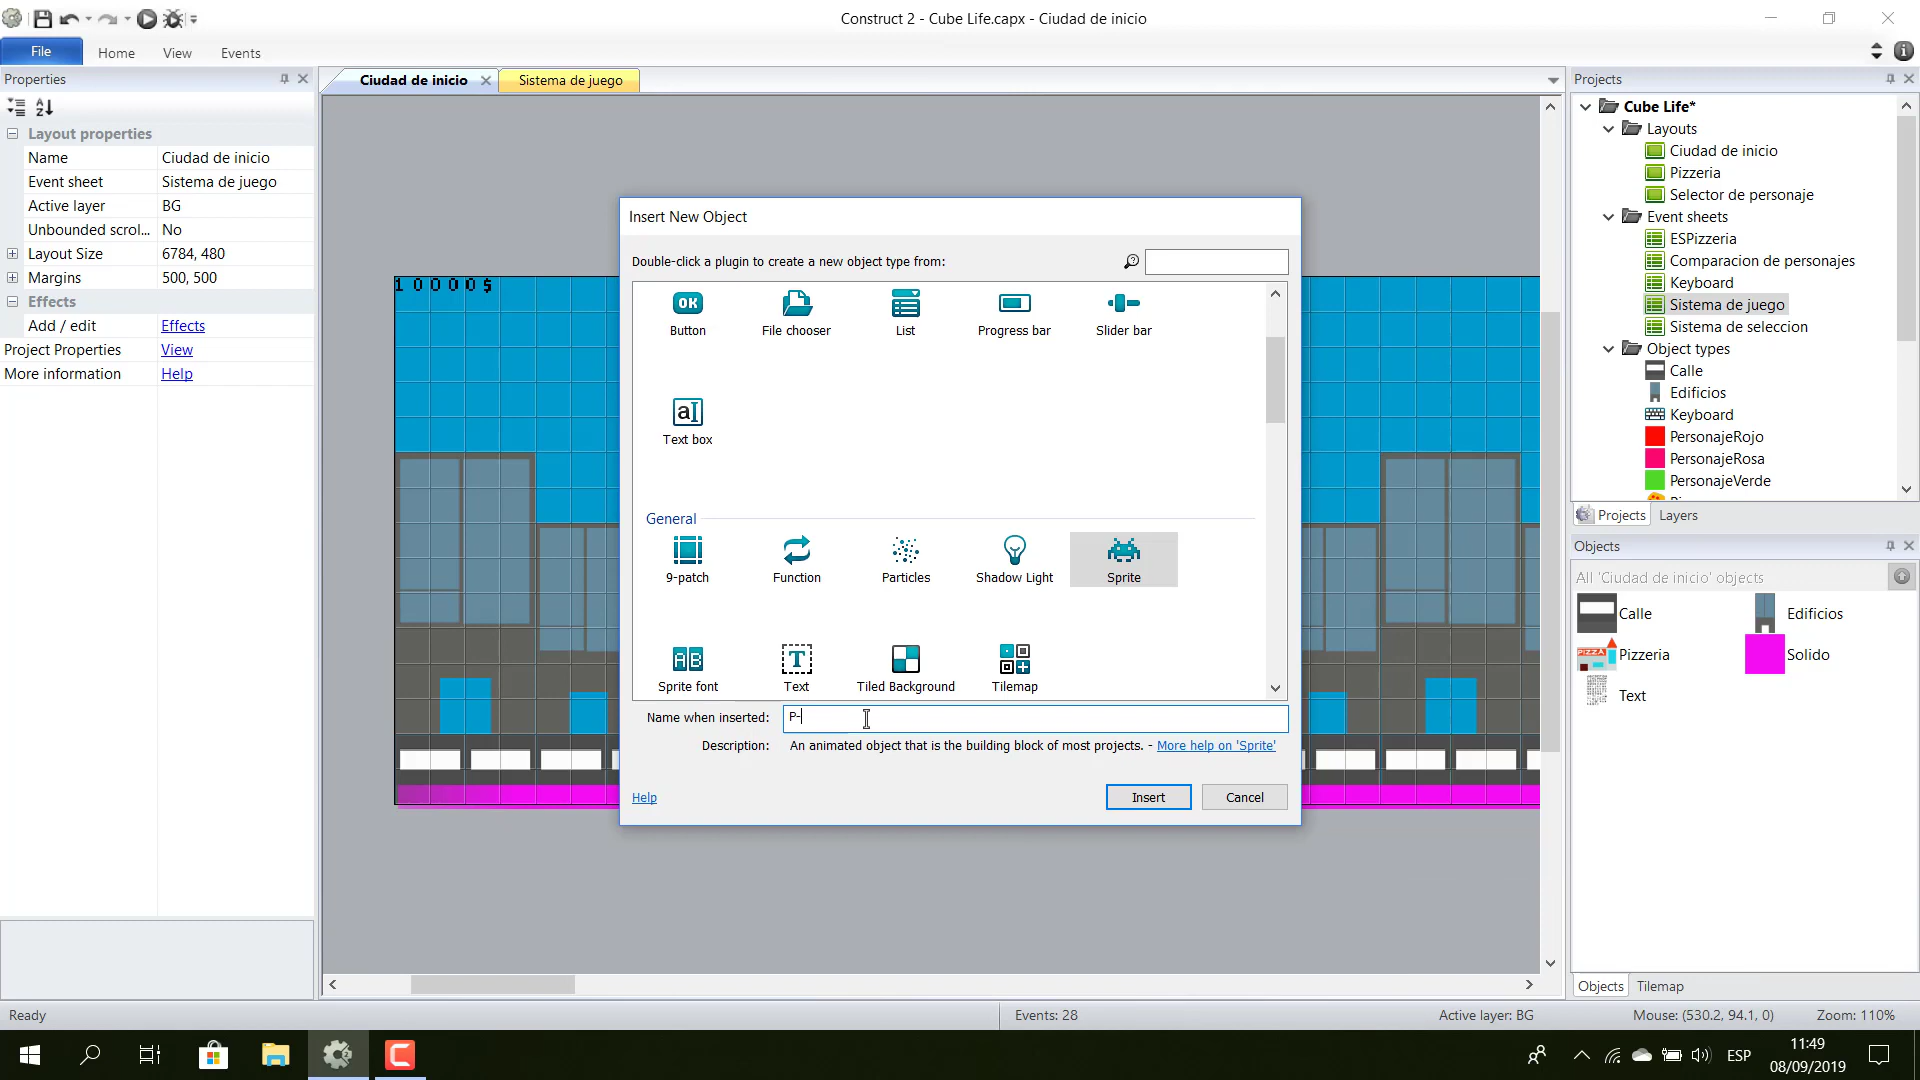 Construct 2 - Cube Life.capx - Ciudad de inicio
File
Home
View
Events
Properties
Layout properties
Name Ciudad de inicio
Event sheet Sistema de juego
Active layer BG
Unbounded scrol... No
Layout Size 6784, 480
Margins 500, 500
Effects
Add / edit Effects
Project Properties View
More information Help
Ciudad de inicio
Sistema de juego
10000$
Insert New Object
Double-click a plugin to create a new object type from:
OK
Button
File chooser
List
Progress bar
Slider bar
aI
Text box
General
9-patch
Function
Particles
Shadow Light
Sprite
AB
Sprite font
T
Text
Tiled Background
Tilemap
Name when inserted: P-
Description: An animated object that is the building block of most projects. - More help on 'Sprite'
Help
Insert
Cancel
Projects
Cube Life*
Layouts
Ciudad de inicio
Pizzeria
Selector de personaje
Event sheets
ESPizzeria
Comparacion de personajes
Keyboard
Sistema de juego
Sistema de seleccion
Object types
Calle
Edificios
Keyboard
PersonajeRojo
PersonajeRosa
PersonajeVerde
Projects
Layers
Objects
All 'Ciudad de inicio' objects
Calle
Edificios
PIZZA
Pizzeria
Solido
Text
Objects
Tilemap
Ready
Events: 28
Active layer: BG
Mouse: (530.2, 94.1, 0)
Zoom: 110%
ESP
11:49
08/09/2019